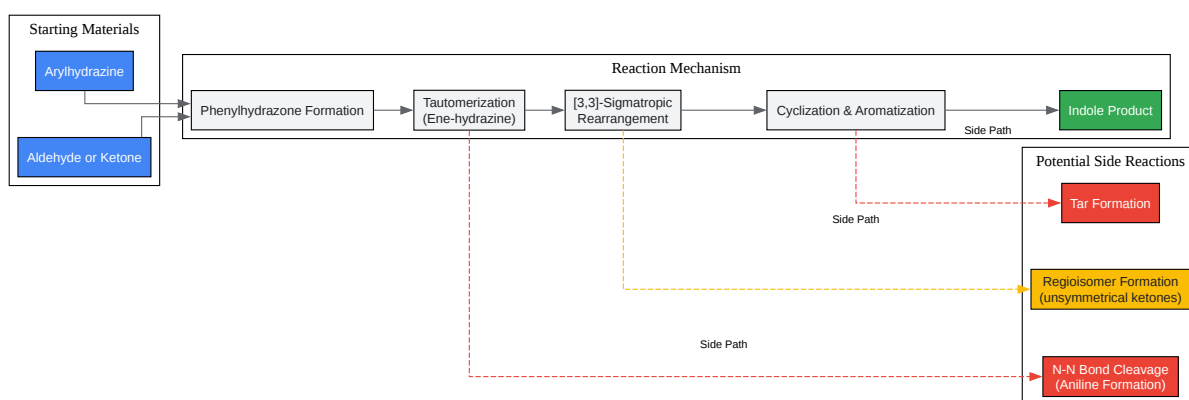 Starting Materials
Arylhydrazine
Aldehyde or Ketone
Reaction Mechanism
Phenylhydrazone Formation
Tautomerization
(Ene-hydrazine)
[3,3]-Sigmatropic
Rearrangement
Cyclization & Aromatization
Indole Product
Side Path
Potential Side Reactions
Tar Formation
Side Path
Regioisomer Formation
(unsymmetrical ketones)
Side Path
N-N Bond Cleavage
(Aniline Formation)